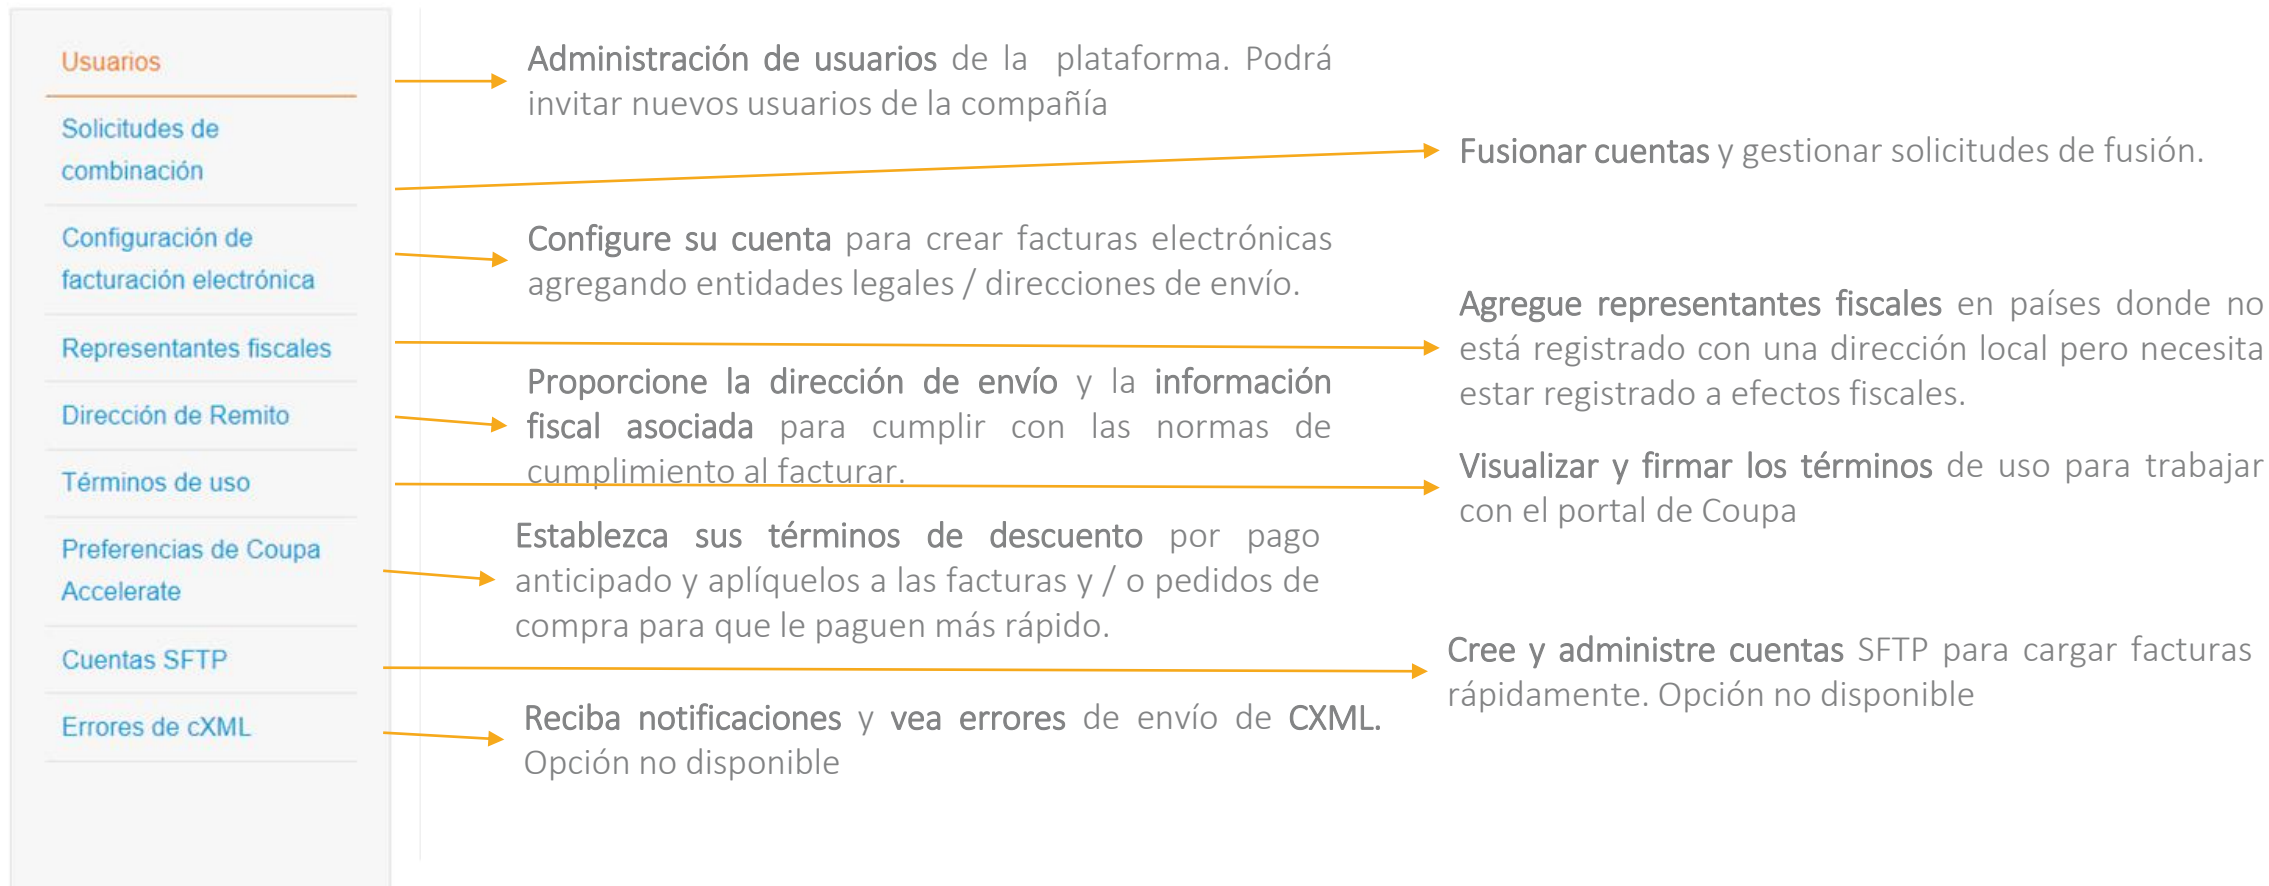 Usuarios
Solicitudes de
combinación
Configuración de
facturación electrónica
Representantes fiscales
Dirección de Remito
Términos de uso
Preferencias de Coupa
Accelerate
Cuentas SFTP
Errores de cXML
Administración de usuarios de la plataforma. Podrá
invitar nuevos usuarios de la compañía
Fusionar cuentas y gestionar solicitudes de fusión.
Configure su cuenta para crear facturas electrónicas
agregando entidades legales / direcciones de envío.
Agregue representantes fiscales en países donde no
está registrado con una dirección local pero necesita
estar registrado a efectos fiscales.
Proporcione la dirección de envío y la información
fiscal asociada para cumplir con las normas de
cumplimiento al facturar.
Visualizar y firmar los términos de uso para trabajar
con el portal de Coupa
Establezca sus términos de descuento por pago
anticipado y aplíquelos a las facturas y / o pedidos de
compra para que le paguen más rápido.
Cree y administre cuentas SFTP para cargar facturas
rápidamente. Opción no disponible
Reciba notificaciones y vea errores de envío de CXML.
Opción no disponible